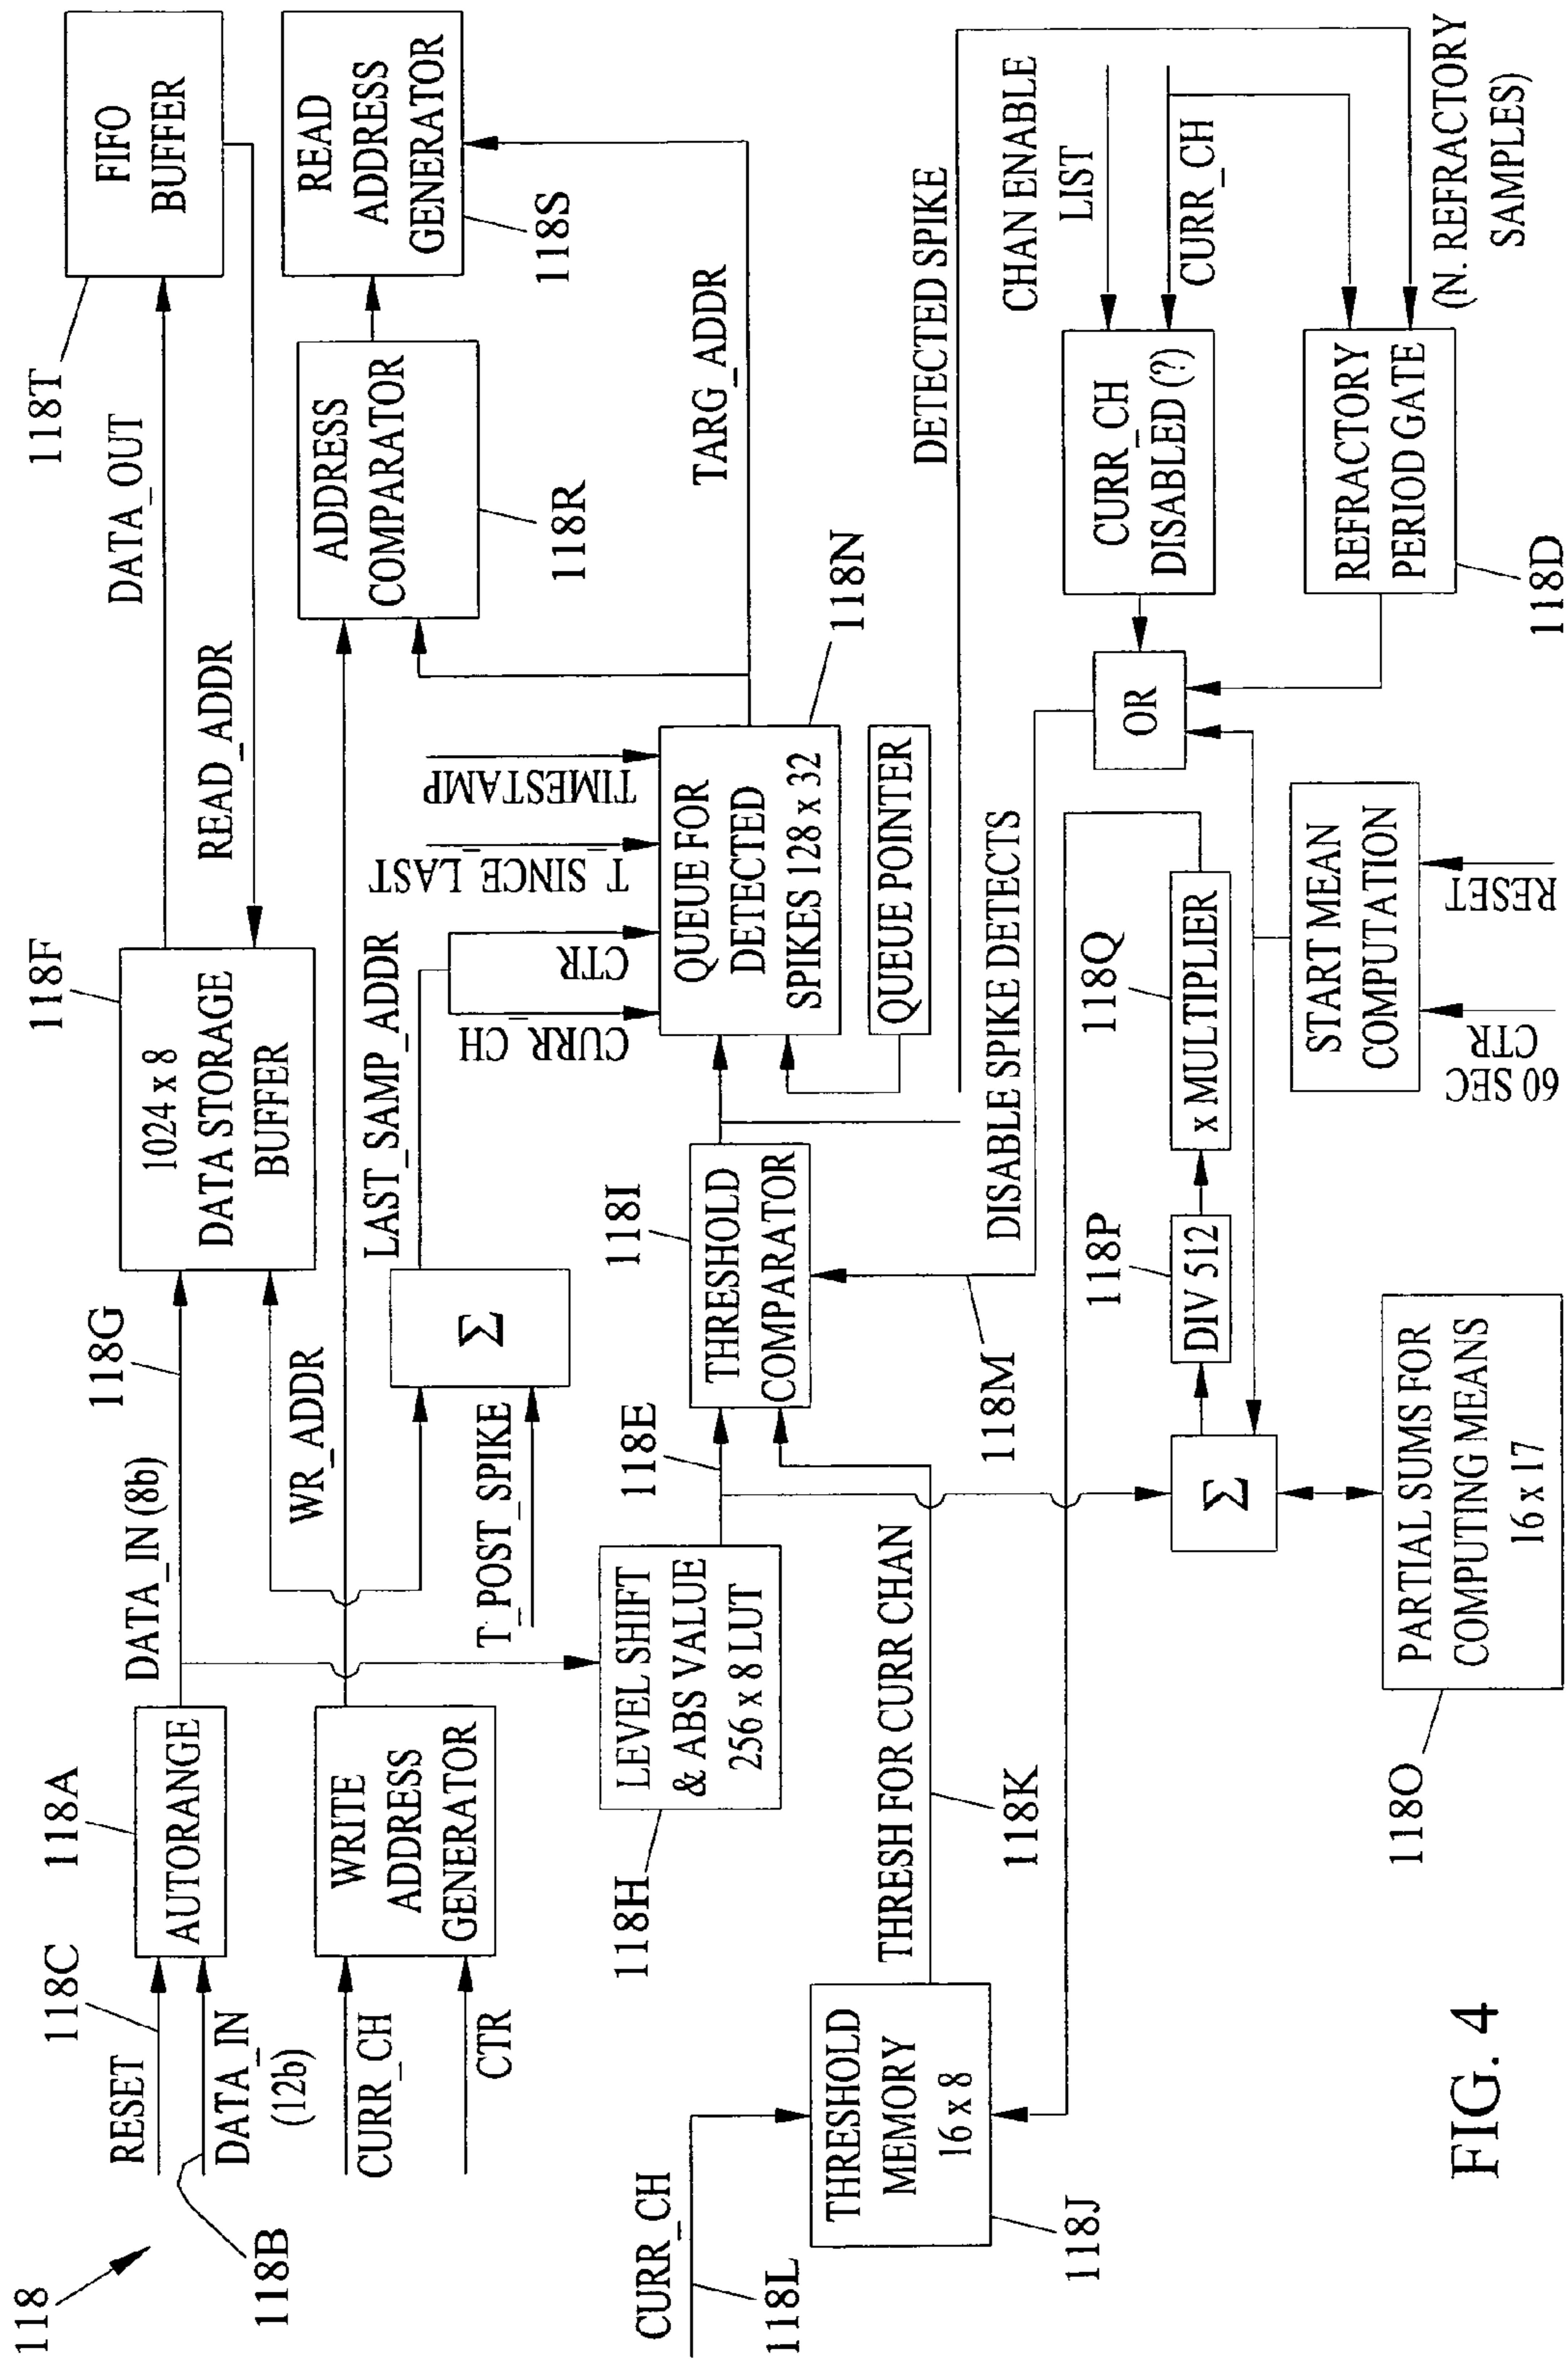 118
118C
118A
RESET
DATA_IN
(12b)
118B
AUTORANGE
DATA_IN (8b)
118G
118F
1024 x 8
DATA STORAGE
BUFFER
DATA_OUT
118T
FIFO
BUFFER
READ_ADDR
CURR_CH
CTR
WRITE
ADDRESS
GENERATOR
WR_ADDR
T_POST_SPIKE
Σ
LAST_SAMP_ADDR
ADDRESS
COMPARATOR
118R
READ
ADDRESS
GENERATOR
118S
TARG_ADDR
CURR_CH
CTR
T_SINCE_LAST
TIMESTAMP
LEVEL SHIFT
& ABS VALUE
256 x 8 LUT
118H
118E
118I
THRESHOLD
COMPARATOR
QUEUE FOR
DETECTED
SPIKES 128 x 32
118N
QUEUE POINTER
DETECTED SPIKE
CURR_CH
118L
THRESHOLD
MEMORY
16 x 8
118J
THRESH FOR CURR CHAN
118K
118M
DISABLE SPIKE DETECTS
OR
CURR_CH
DISABLED (?)
CHAN ENABLE
LIST
CURR_CH
REFRACTORY
PERIOD GATE
118D
(N. REFRACTORY
SAMPLES)
118P
DIV 512
118Q
x MULTIPLIER
Σ
START MEAN
COMPUTATION
60 SEC
CTR
RESET
PARTIAL SUMS FOR
COMPUTING MEANS
16 x 17
118O
FIG. 4